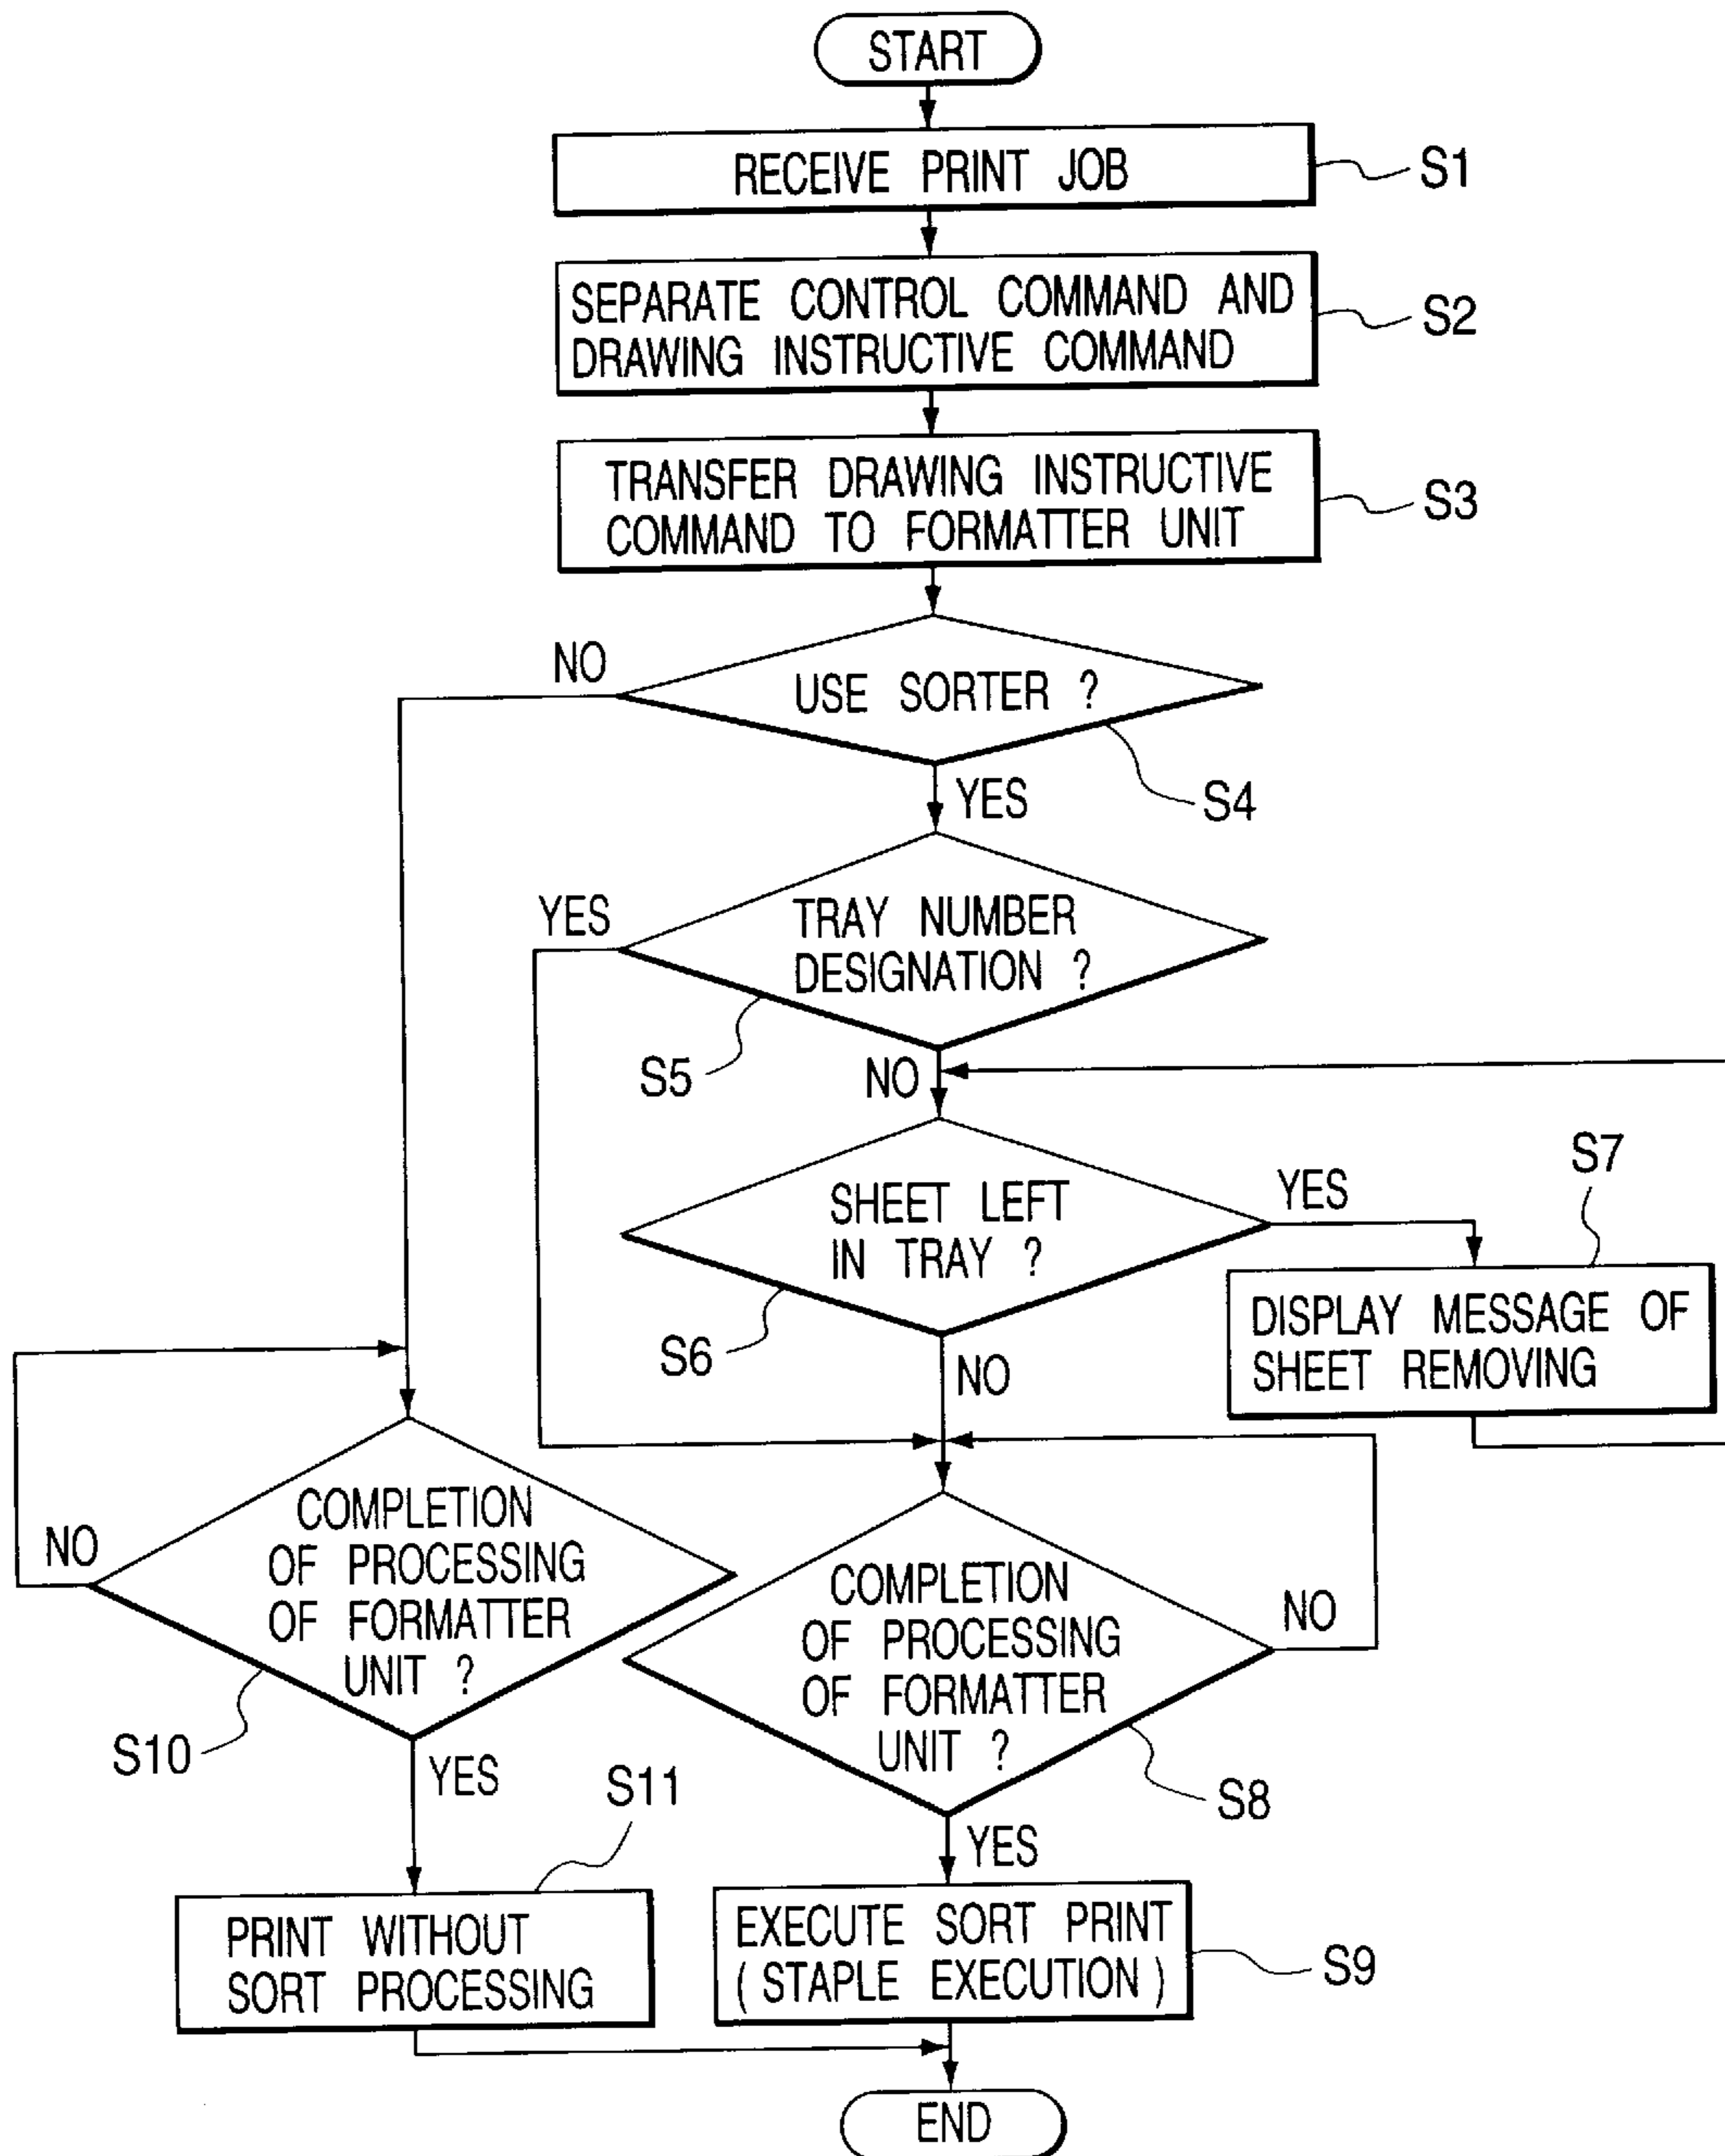 START
RECEIVE PRINT JOB
S1
SEPARATE CONTROL COMMAND AND
DRAWING INSTRUCTIVE COMMAND
S2
TRANSFER DRAWING INSTRUCTIVE
COMMAND TO FORMATTER UNIT
S3
NO
USE SORTER ?
S4
YES
YES
TRAY NUMBER
DESIGNATION ?
S5
NO
SHEET LEFT
IN TRAY ?
YES
S7
S6
NO
DISPLAY MESSAGE OF
SHEET REMOVING
NO
COMPLETION
OF PROCESSING
OF FORMATTER
UNIT ?
S10
YES
COMPLETION
OF PROCESSING
OF FORMATTER
UNIT ?
NO
S8
YES
S11
PRINT WITHOUT
SORT PROCESSING
EXECUTE SORT PRINT
( STAPLE EXECUTION )
S9
END